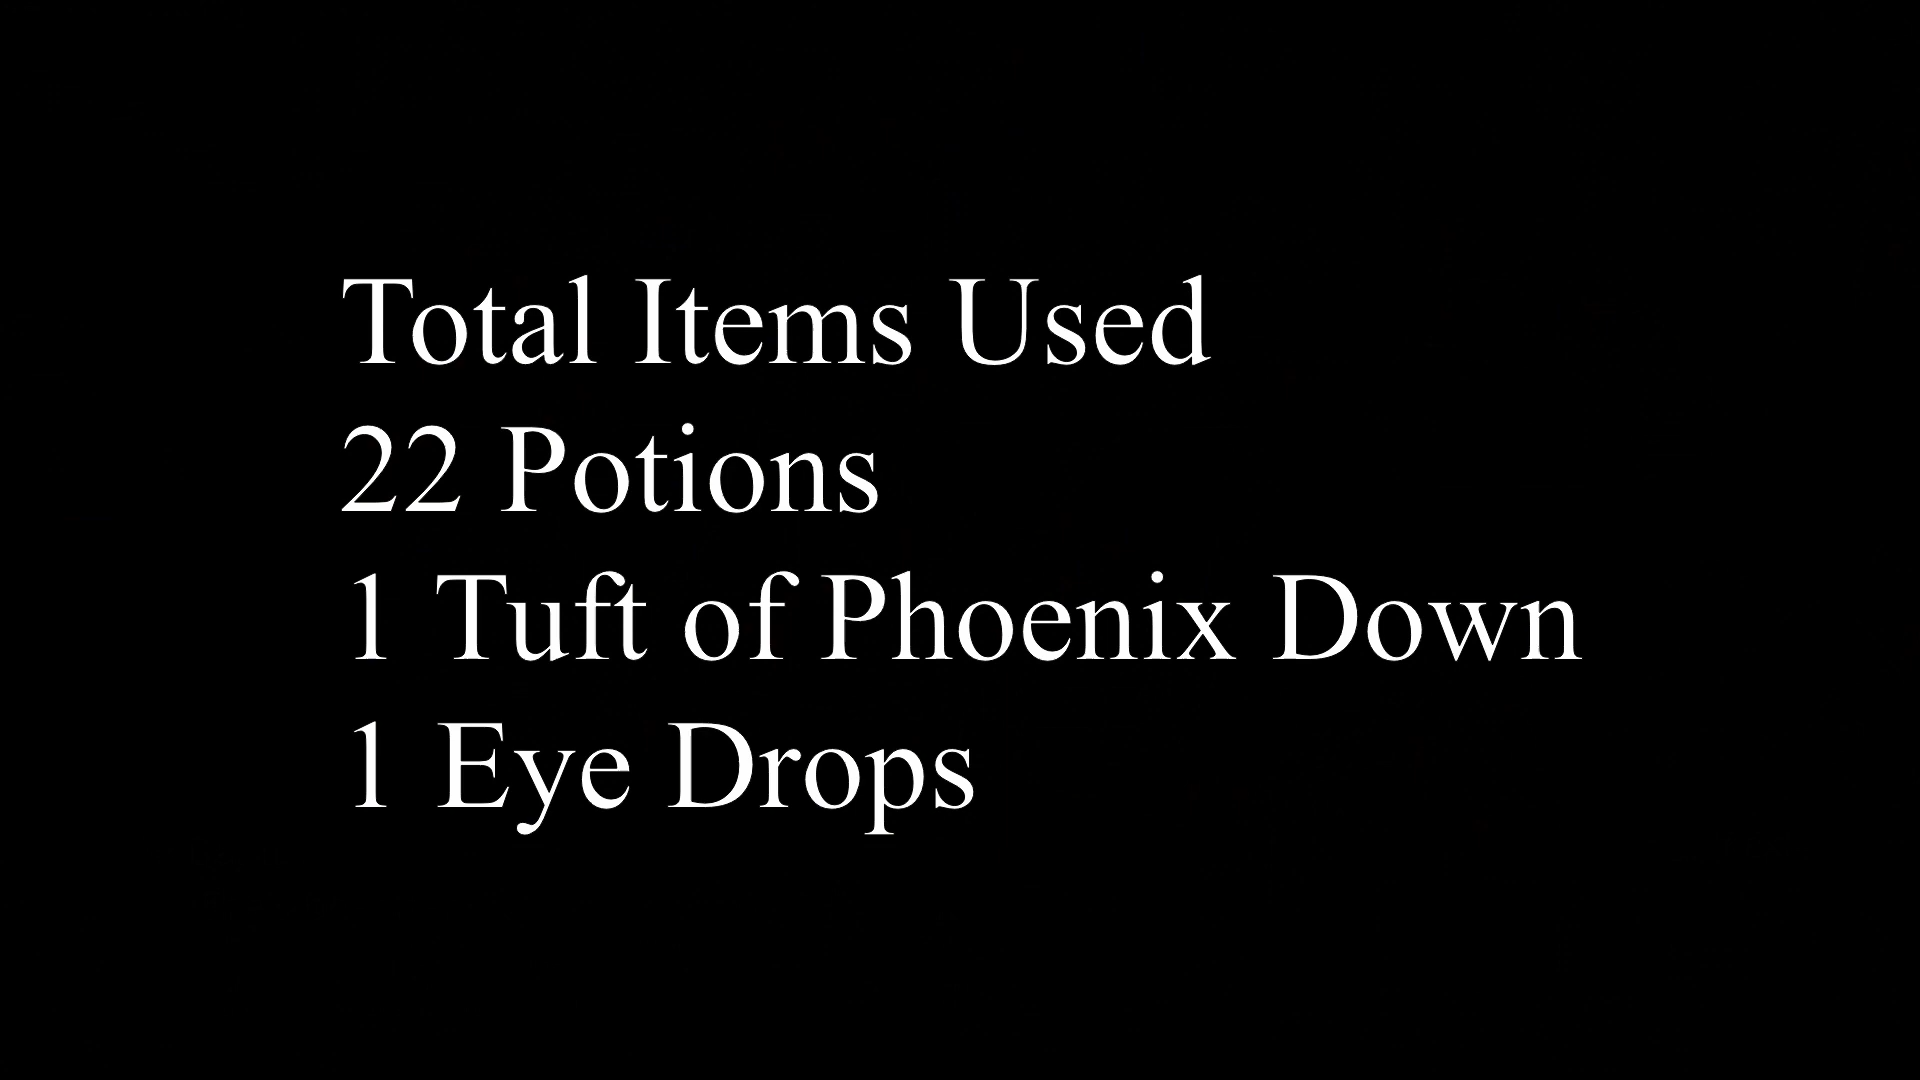 Total Items Used
22 Potions
1 Tuft of Phoenix Down
1 Eye Drops